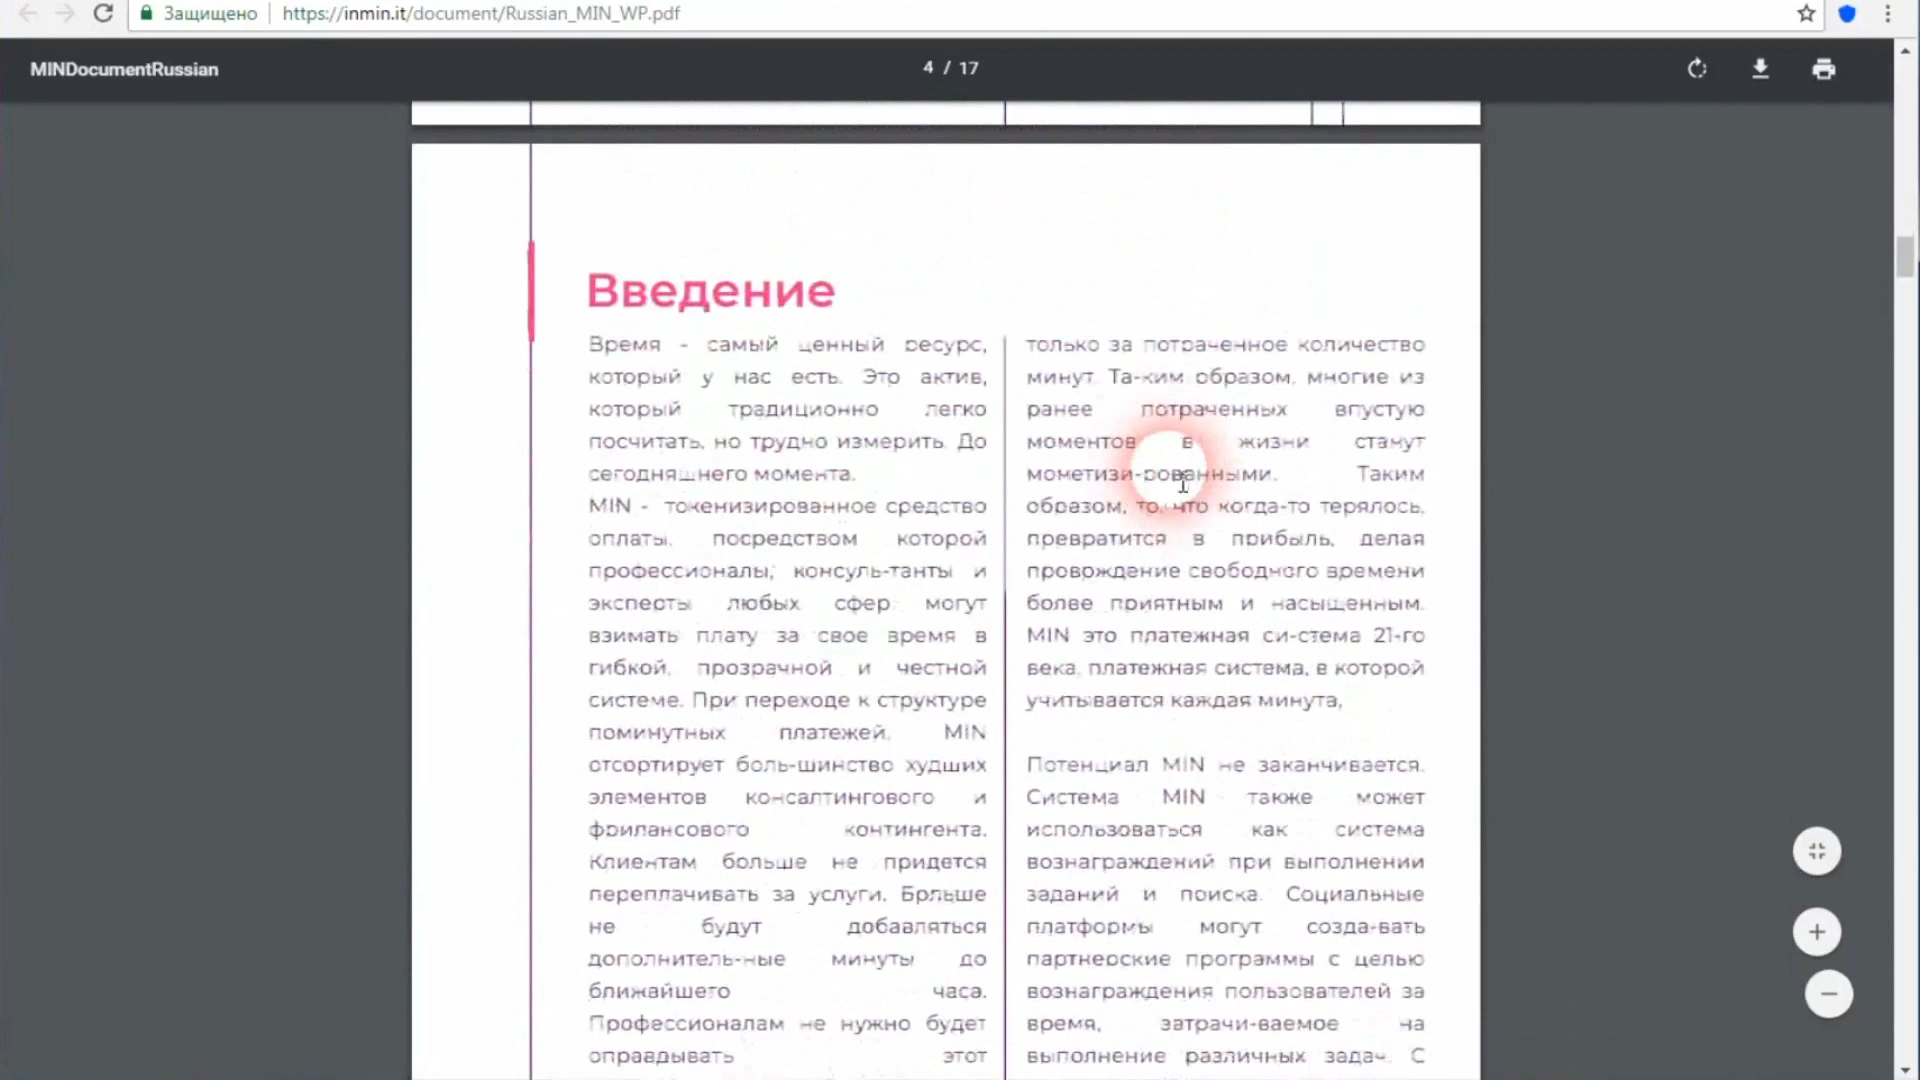 Защищено
https://inmin.it/document/Russian_MIN_WP.pdf
MINDocumentRussian
4 / 17
Введение
Время - самый ценный ресурс,
который у нас есть. Это актив,
который традиционно легко
посчитать, но трудно измерить. До
сегодняшнего момента.
MIN - токенизированное средство
оплаты, посредством которой
профессионалы, консуль-танты и
эксперты любых сфер могут
взимать плату за свое время в
гибкой, прозрачной и честной
системе. При переходе к структуре
поминутных платежей, MIN
отсортирует боль-шинство худших
элементов консалтингового и
фрилансового контингента.
Клиентам больше не придется
переплачивать за услуги. Больше
не будут добавляться
дополнитель-ные минуты до
ближайшего часа.
Профессионалам не нужно будет
оправдывать этот
только за потраченное количество
минут. Та-ким образом, многие из
ранее потраченных впустую
моментов в жизни станут
мометизи-рованными. Таким
образом, то, что когда-то терялось,
превратится в прибыль, делая
провождение свободного времени
более приятным и насыщенным.
MIN это платежная си-стема 21-го
века, платежная система, в которой
учитывается каждая минута,
Потенциал MIN не заканчивается.
Система MIN также может
использоваться как система
вознаграждений при выполнении
заданий и поиска. Социальные
платформы могут созда-вать
партнерские программы с целью
вознаграждения пользователей за
время, затрачи-ваемое на
выполнение различных задач. С